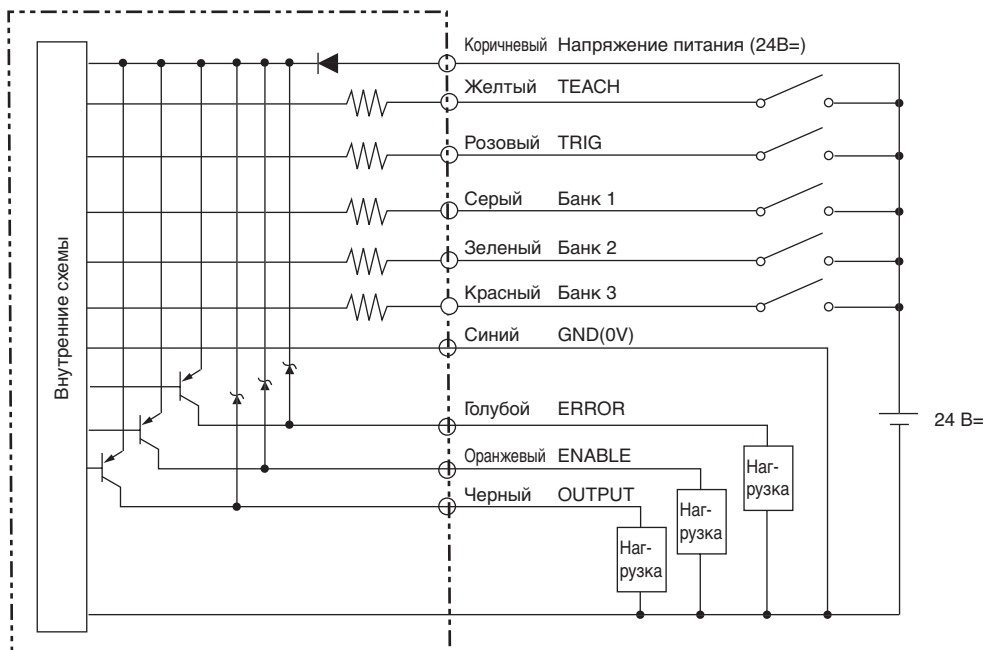 Коричневый Напряжение питания (24В=)
Желтый TEACH
Розовый TRIG
Серый Банк 1
Зеленый Банк 2
Красный Банк 3
Синий GND(0V)
Голубой ERROR
Оранжевый ENABLE
Черный OUTPUT
Внутренние схемы
24 В=
Наг-
рузка
Наг-
рузка
Наг-
рузка